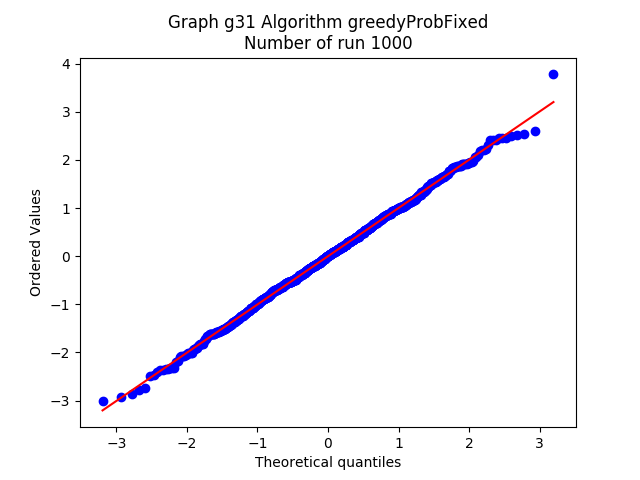 Graph g31 Algorithm greedyProbFixed
Number of run 1000
4
3
2
1
0
−1
−2
−3
Ordered Values
−3 −2 −1 0 1 2 3
Theoretical quantiles